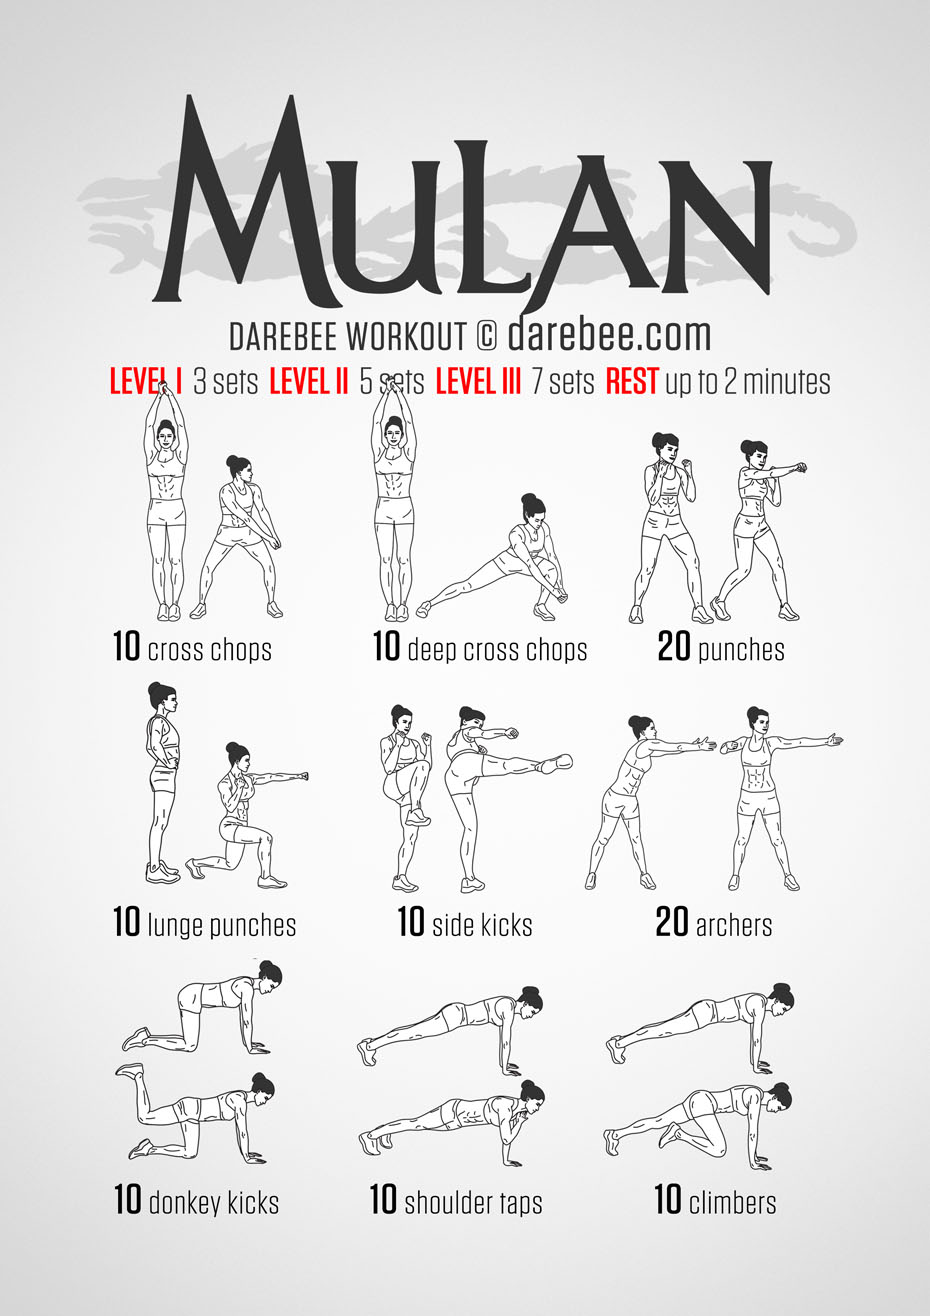 MULAN
DAREBEE WORKOUT © darebee.com
LEVEL I 3 sets LEVEL II 5 sets LEVEL III 7 sets REST up to 2 minutes
10 cross chops
10 deep cross chops
20 punches
10 lunge punches
10 side kicks
20 archers
10 donkey kicks
10 shoulder taps
10 climbers